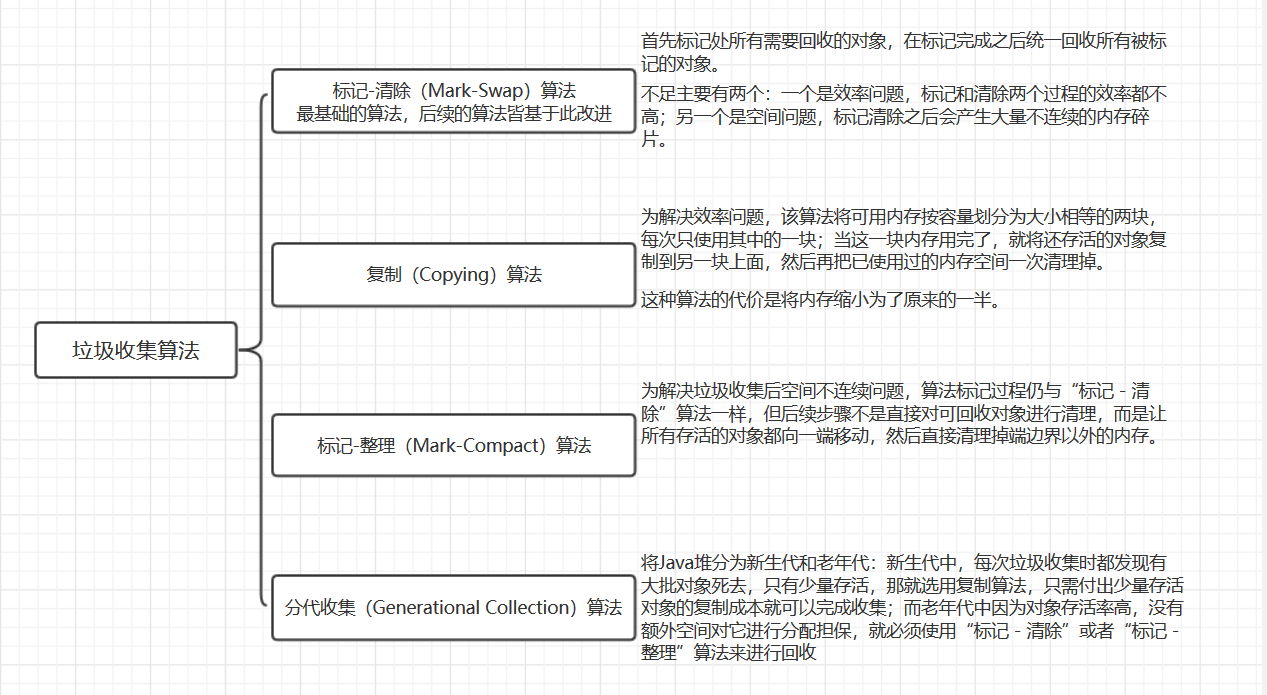 首先标记处所有需要回收的对象，在标记完成之后统一回收所有被标
记的对象。
标记-清除（Mark-Swap）算法
最基础的算法，后续的算法皆基于此改进
不足主要有两个：一个是效率问题，标记和清除两个过程的效率都不
高；另一个是空间问题，标记清除之后会产生大量不连续的内存碎
片。
为解决效率问题，该算法将可用内存按容量划分为大小相等的两块，
每次只使用其中的一块；当这一块内存用完了，就将还存活的对象复
制到另一块上面，然后再把已使用过的内存空间一次清理掉。
复制（Copying）算法
这种算法的代价是将内存缩小为了原来的一半。
垃圾收集算法
为解决垃圾收集后空间不连续问题，算法标记过程仍与“标记 - 清
除”算法一样，但后续步骤不是直接对可回收对象进行清理，而是让
所有存活的对象都向一端移动，然后直接清理掉端边界以外的内存。
标记-整理（Mark-Compact）算法
将Java堆分为新生代和老年代：新生代中，每次垃圾收集时都发现有
大批对象死去，只有少量存活，那就选用复制算法，只需付出少量存活
对象的复制成本就可以完成收集；而老年代中因为对象存活率高，没有
额外空间对它进行分配担保，就必须使用“标记 - 清除”或者“标记 -
整理”算法来进行回收
分代收集（Generational Collection）算法